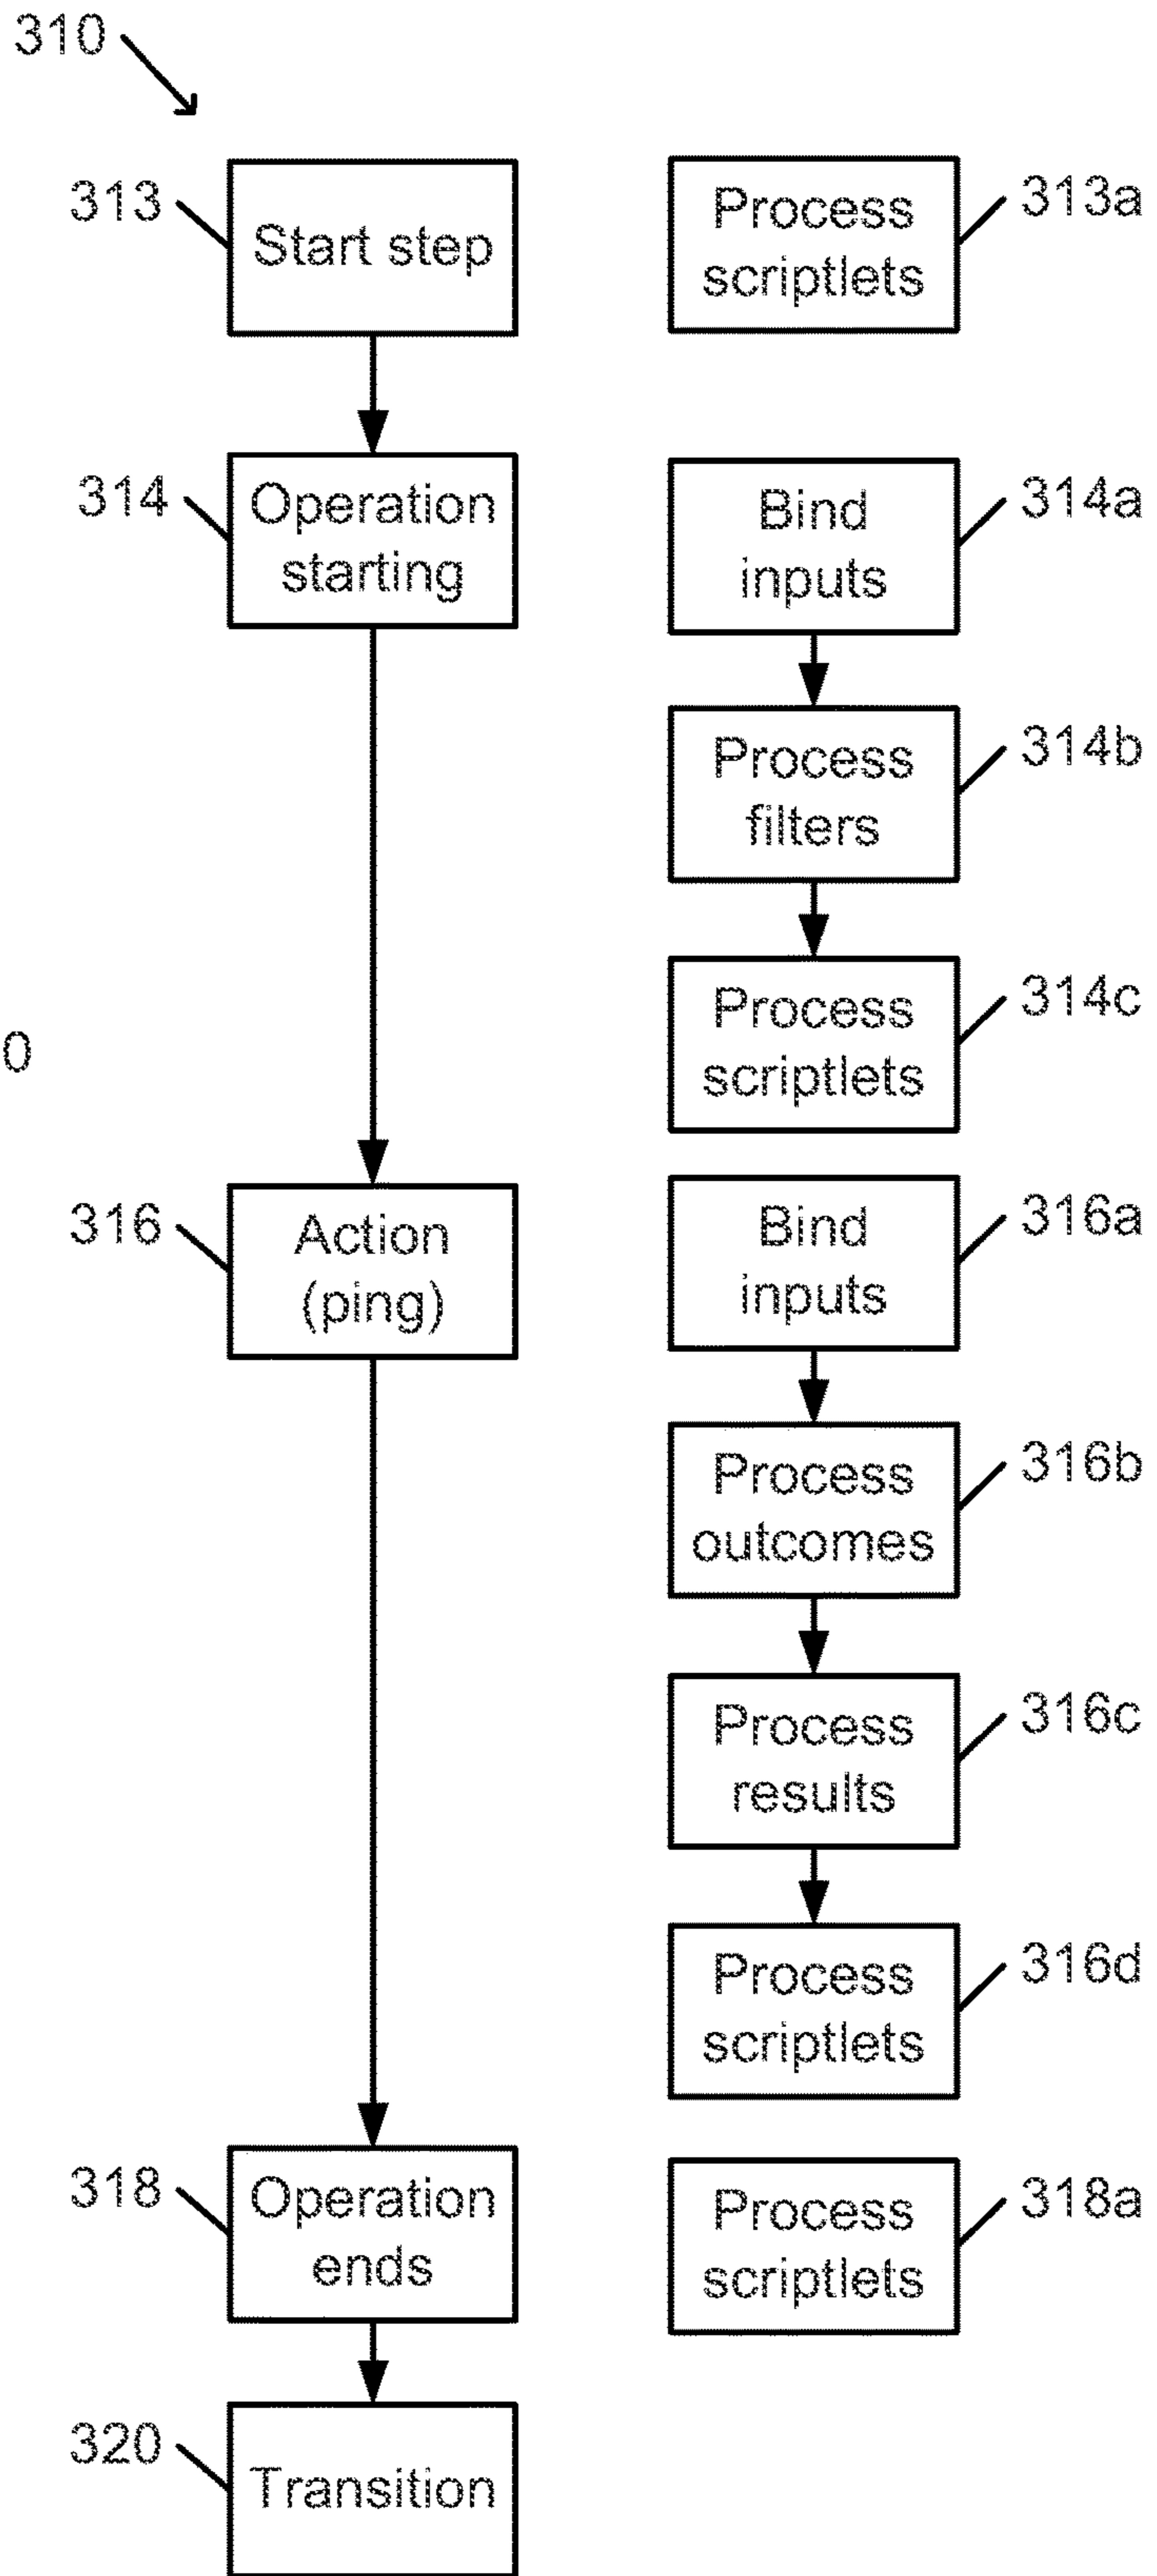 310
313
Start step
Process
scriptlets
313a
314
Operation
starting
Bind
inputs
314a
Process
filters
314b
Process
scriptlets
314c
0
316
Action
(ping)
Bind
inputs
316a
Process
outcomes
316b
Process
results
316c
Process
scriptlets
316d
318
Operation
ends
Process
scriptlets
318a
320
Transition